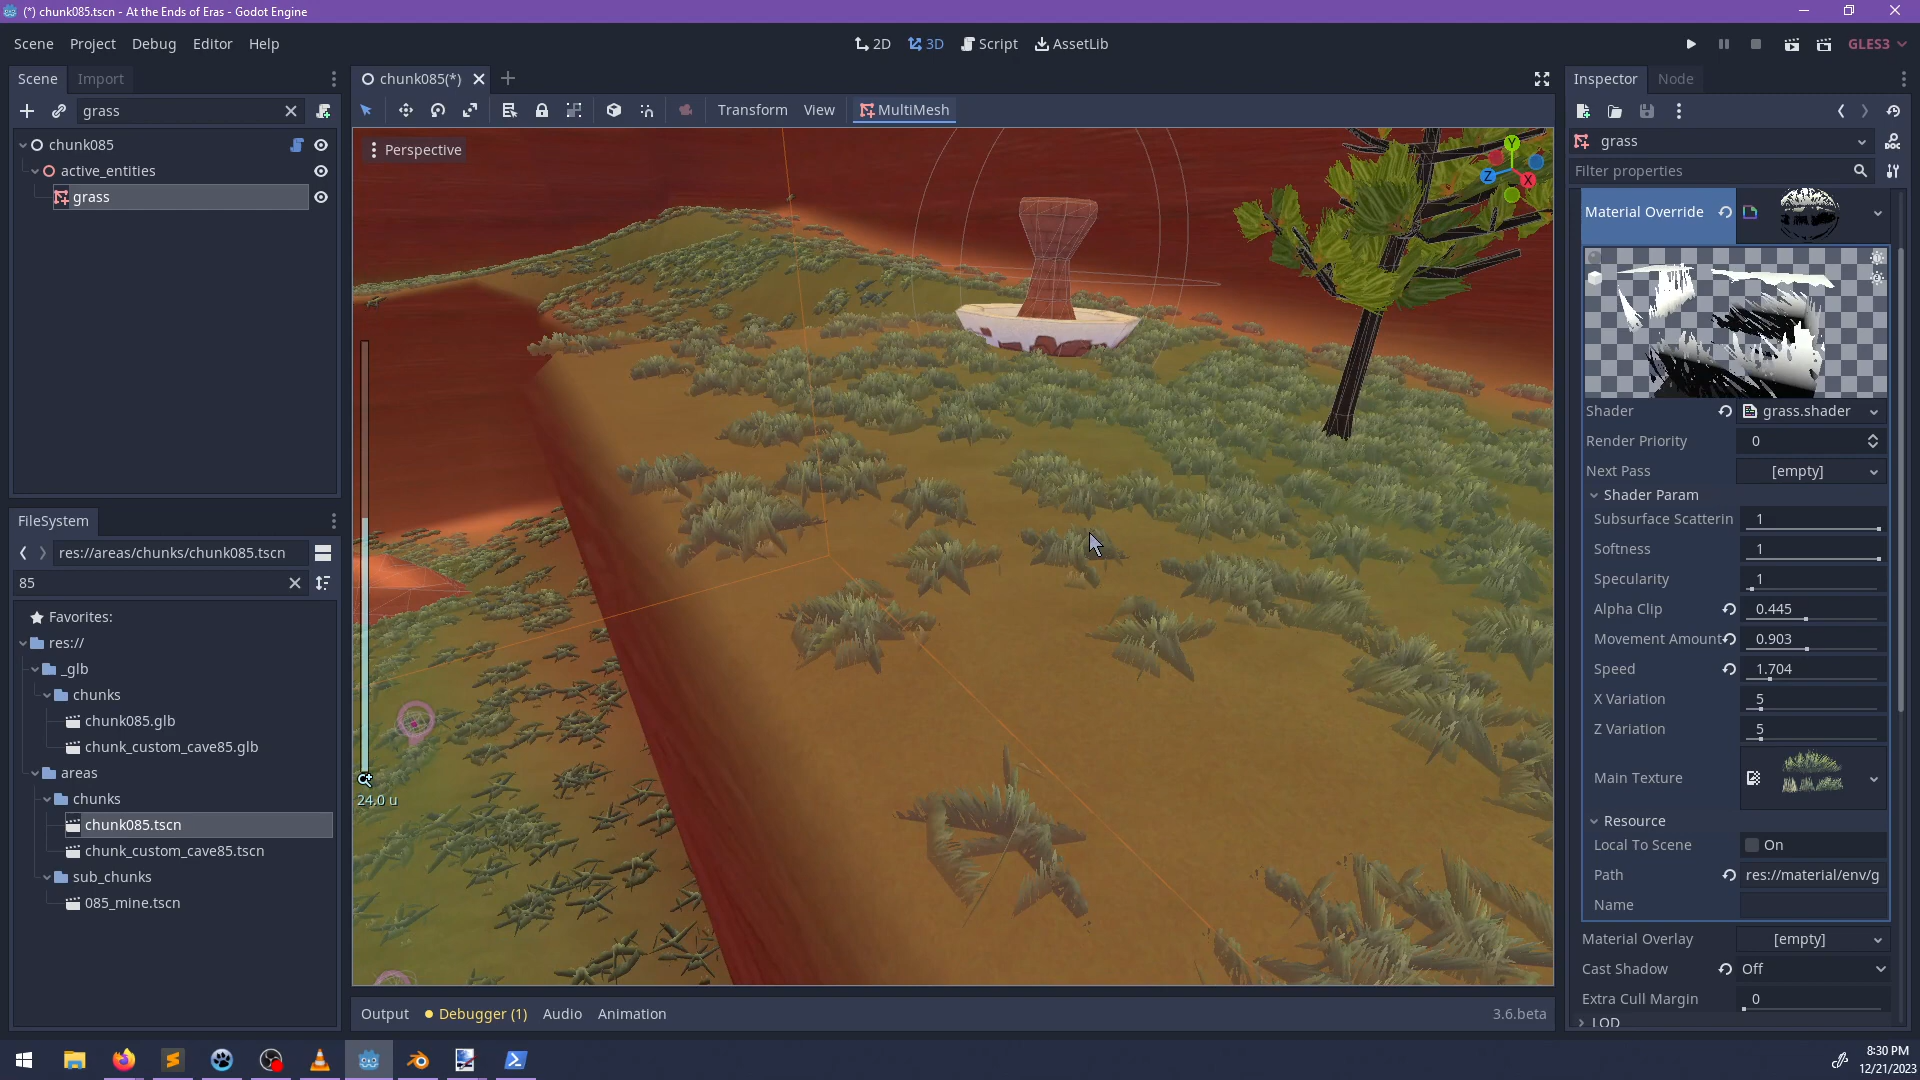 (*) chunk085.tscn - At the Ends of Eras - Godot Engine
Scene Project Debug Editor Help
2D 3D Script AssetLib
GLES3
Scene Import
grass
chunk085
active_entities
grass
FileSystem
res://areas/chunks/chunk085.tscn
85
Favorites:
res://
_glb
chunks
chunk085.glb
chunk_custom_cave85.glb
areas
chunks
chunk085.tscn
chunk_custom_cave85.tscn
sub_chunks
085_mine.tscn
chunk085(*)
Transform View MultiMesh
Perspective
Y
Z X
24.0 u
Output Debugger (1) Audio Animation 3.6.beta
Inspector Node
grass
Filter properties
Material Override
Shader grass.shader
Render Priority 0
Next Pass [empty]
Shader Param
Subsurface Scatterin 1
Softness 1
Specularity 1
Alpha Clip 0.445
Movement Amount 0.903
Speed 1.704
X Variation 5
Z Variation 5
Main Texture
Resource
Local To Scene On
Path res://material/env/g
Name
Material Overlay [empty]
Cast Shadow Off
Extra Cull Margin 0
LOD
8:30 PM
12/21/2023